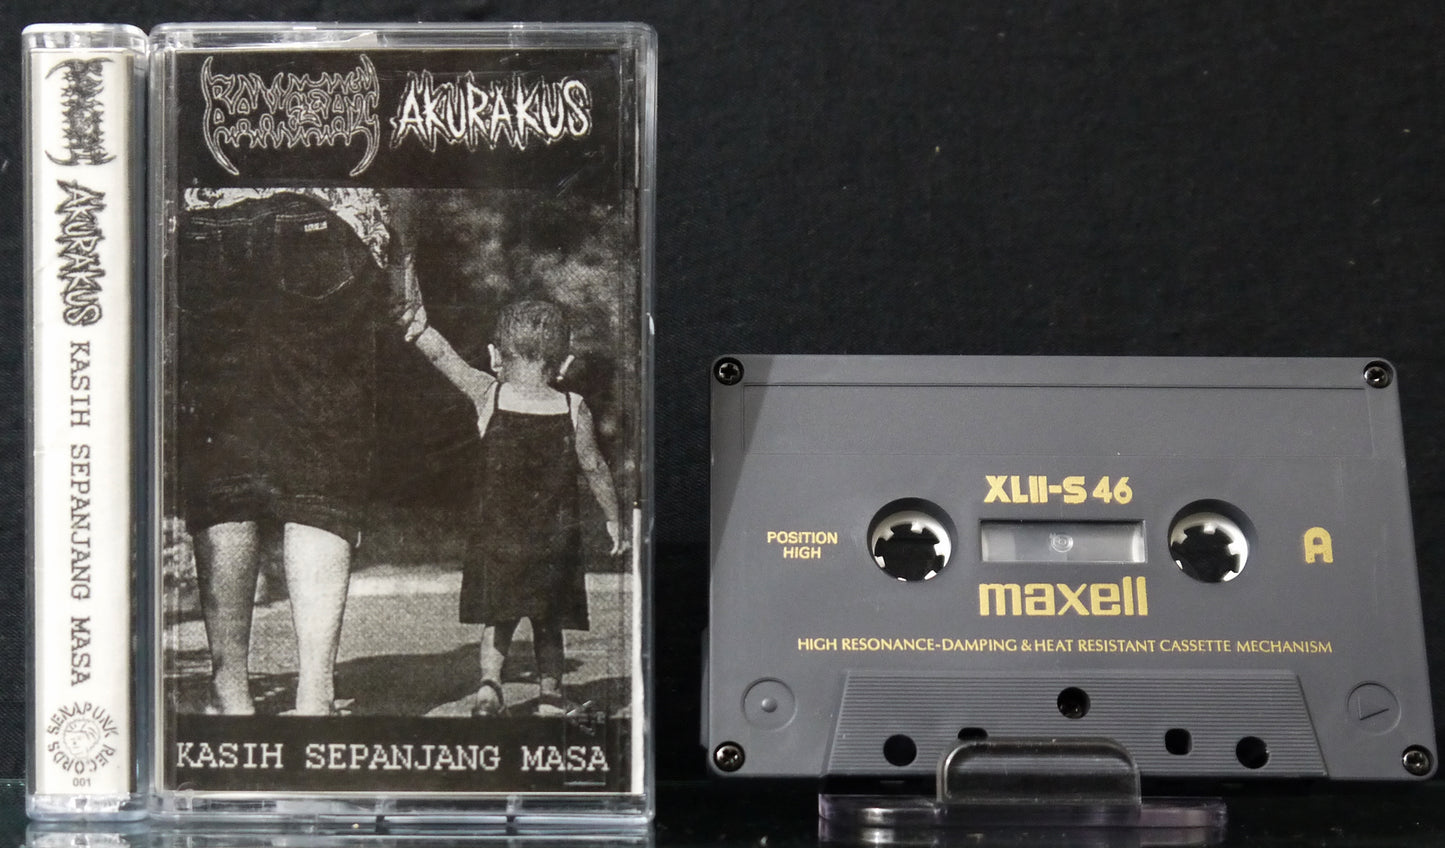 AKURAKUS
KASIH SEPANJANG MASA
SENAPUNK RECORDS
001
AKURAKUS
KASIH SEPANJANG MASA
XLII-S 46
POSITION
HIGH
A
maxell
HIGH RESONANCE-DAMPING & HEAT RESISTANT CASSETTE MECHANISM